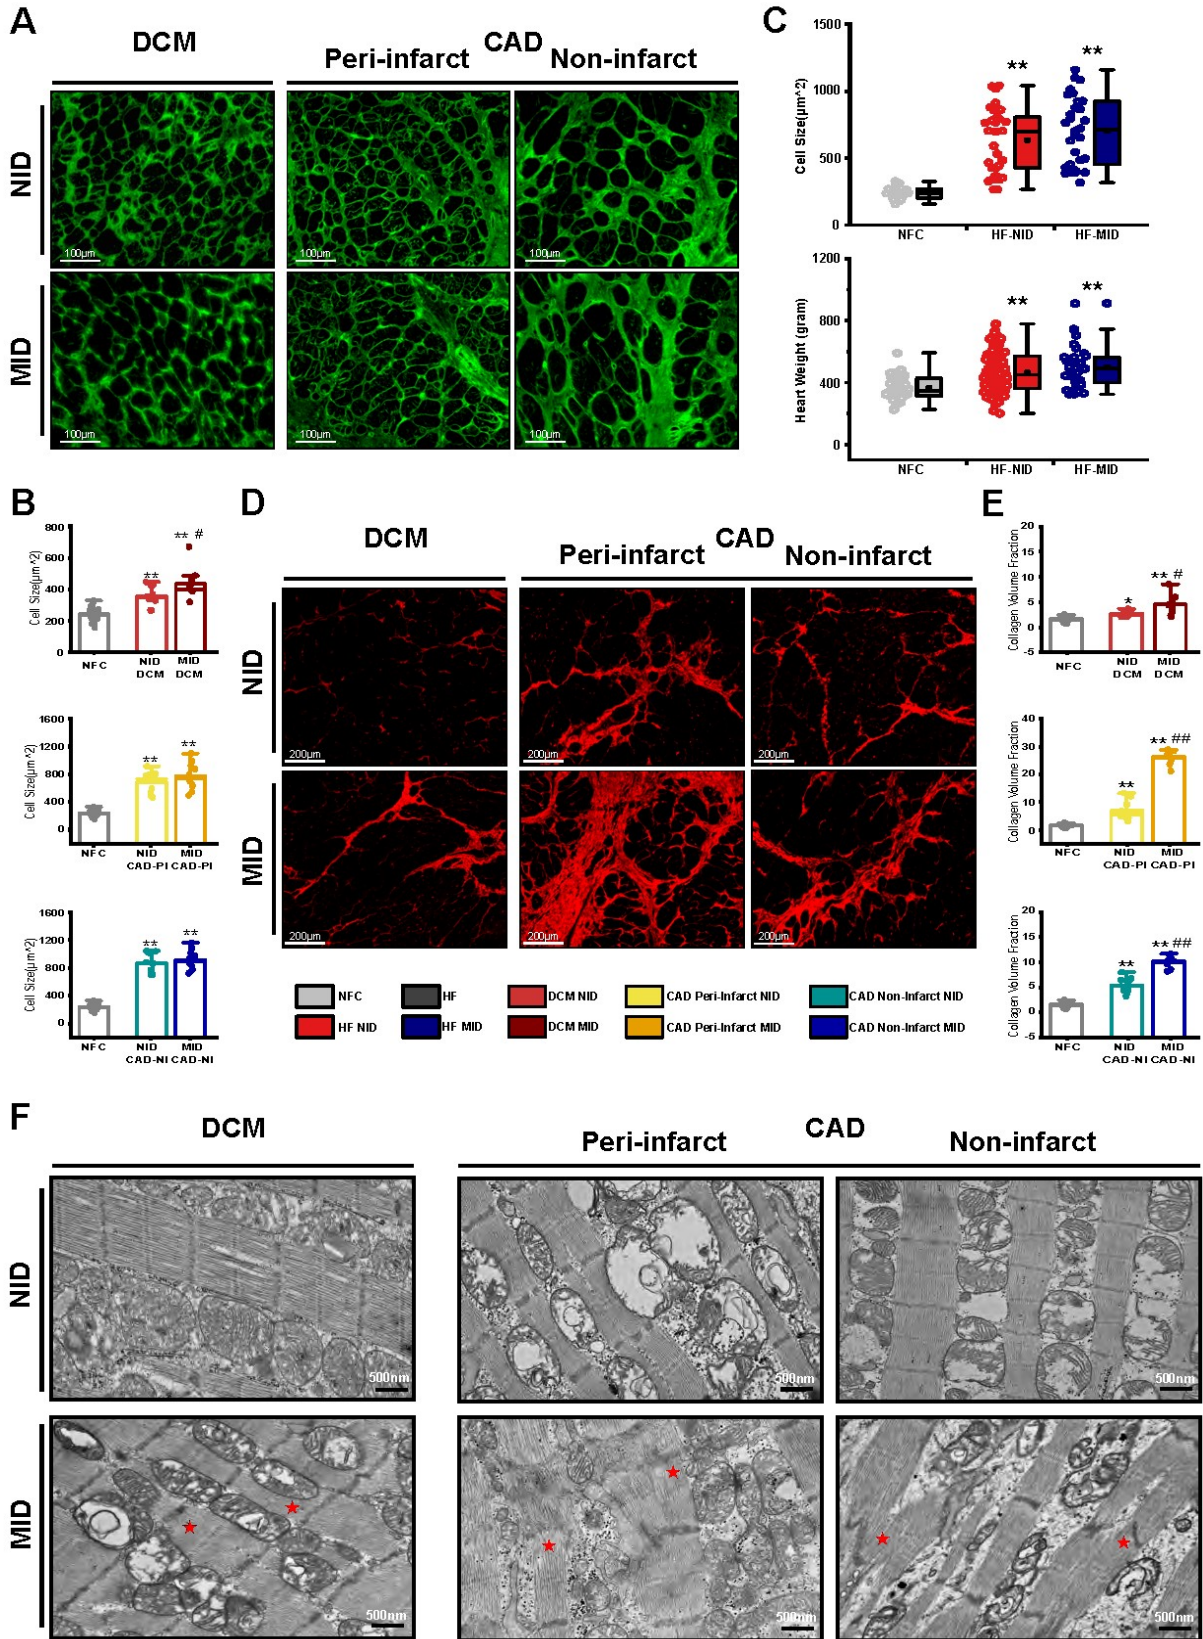 A
DCM
CAD
Peri-infarct
Non-infarct
NID
100µm
100µm
100µm
MID
100µm
100µm
100µm
C
Cell Size(µm^2)
1500
1000
500
0
**
**
NFC
HF-NID
HF-MID
Heart Weight (gram)
1200
800
400
0
**
**
NFC
HF-NID
HF-MID
B
Cell Size(µm^2)
800
600
400
200
0
**
** #
NFC
NID
DCM
MID
DCM
Cell Size(µm^2)
1600
1200
800
400
0
**
**
NFC
NID
CAD-PI
MID
CAD-PI
Cell Size(µm^2)
1600
1200
800
400
0
**
**
NFC
NID
CAD-NI
MID
CAD-NI
D
DCM
CAD
Peri-infarct
Non-infarct
NID
200µm
200µm
200µm
MID
200µm
200µm
200µm
NFC
HF
DCM NID
CAD Peri-Infarct NID
CAD Non-Infarct NID
HF NID
HF MID
DCM MID
CAD Peri-Infarct MID
CAD Non-Infarct MID
E
Collagen Volume Fraction
20
15
10
5
0
-5
*
** #
NFC
NID
DCM
MID
DCM
Collagen Volume Fraction
40
30
20
10
0
**
** ##
NFC
NID
CAD-PI
MID
CAD-PI
Collagen Volume Fraction
20
15
10
5
0
-5
**
** ##
NFC
NID
CAD-NI
MID
CAD-NI
F
DCM
CAD
Peri-infarct
Non-infarct
NID
500nm
500nm
500nm
MID
500nm
500nm
500nm